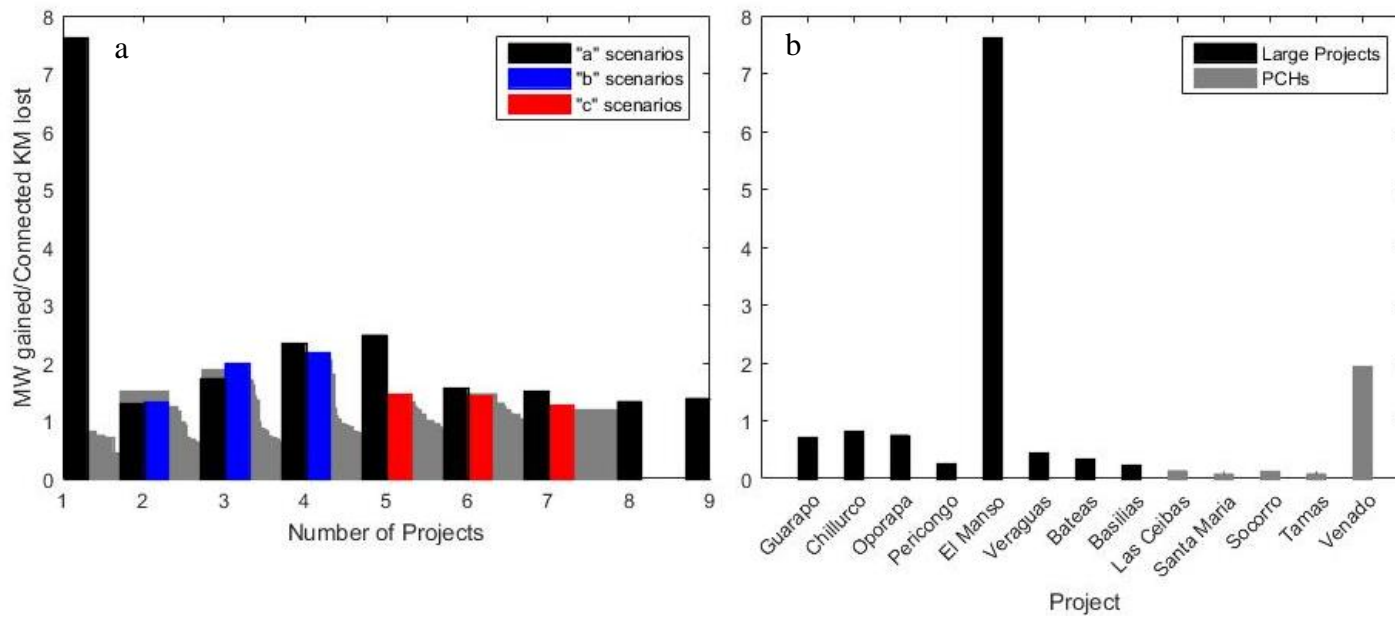 a
"a" scenarios
"b" scenarios
"c" scenarios
MW gained/Connected KM lost
8
7
6
5
4
3
2
1
0
1 2 3 4 5 6 7 8 9
Number of Projects
b
Large Projects
PCHs
8
7
6
5
4
3
2
1
0
Guarapo
Chillurco
Oporapa
Pericongo
El Manso
Veraguas
Bateas
Basilias
Las Ceibas
Santa Maria
Socorro
Tamas
Venado
Project